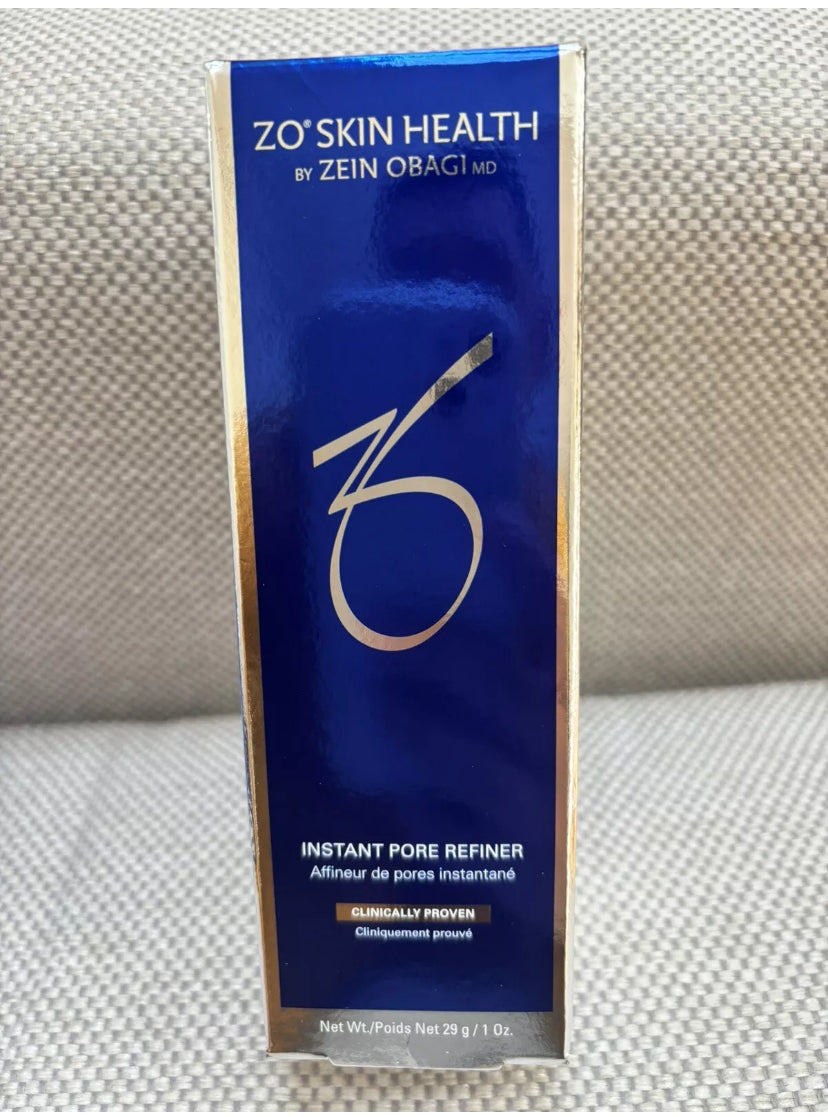 ZO® SKIN HEALTH
BY ZEIN OBAGI MD
ZO
INSTANT PORE REFINER
Affineur de pores instantané
CLINICALLY PROVEN
Cliniquement prouvé
Net Wt./Poids Net 29 g / 1 Oz.